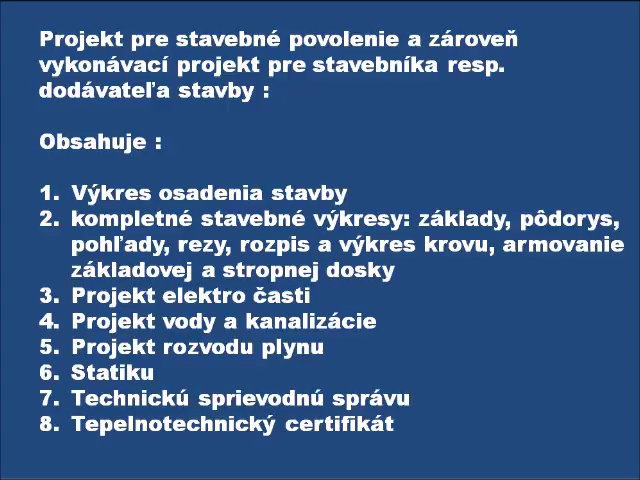 Projekt pre stavebné povolenie a zároveň
vykonávací projekt pre stavebníka resp.
dodávateľa stavby :
Obsahuje :
1. Výkres osadenia stavby
2. kompletné stavebné výkresy: základy, pôdorys,
pohľady, rezy, rozpis a výkres krovu, armovanie
základovej a stropnej dosky
3. Projekt elektro časti
4. Projekt vody a kanalizácie
5. Projekt rozvodu plynu
6. Statiku
7. Technickú sprievodnú správu
8. Tepelnotechnický certifikát